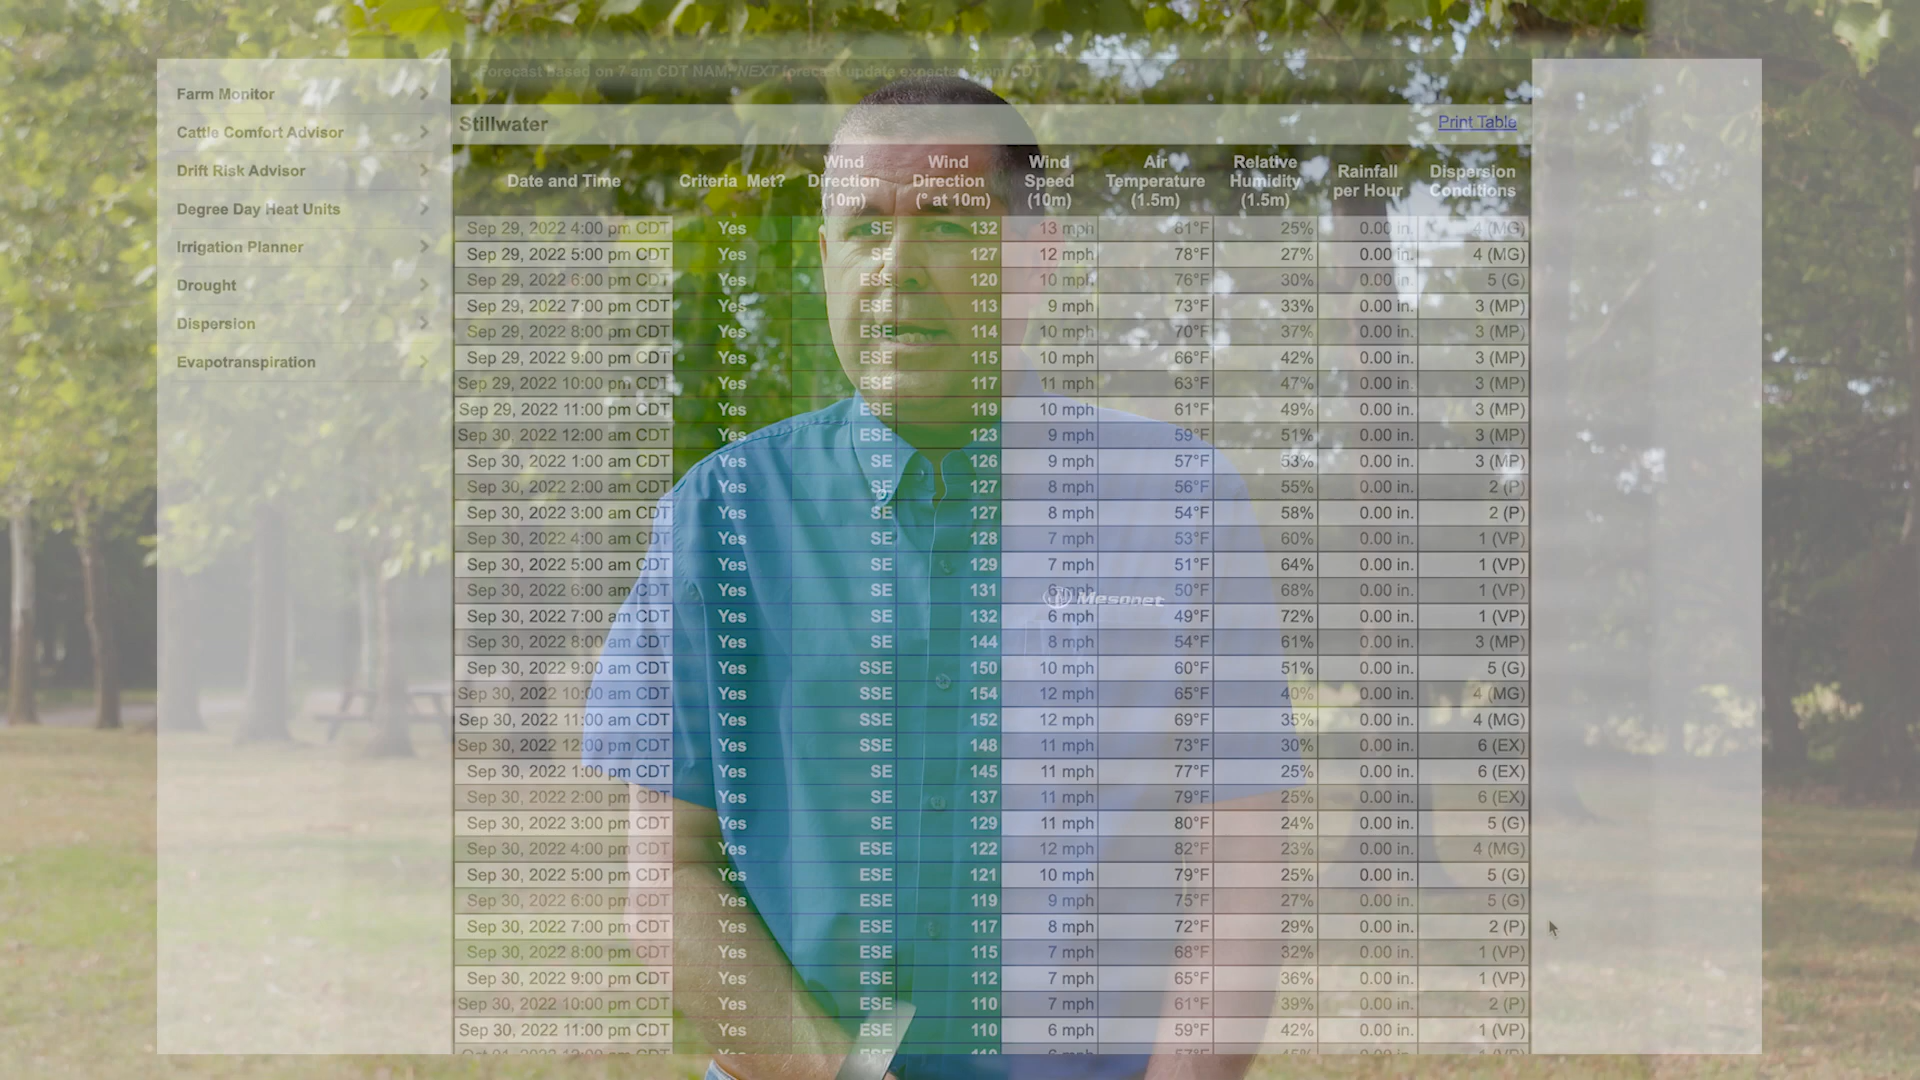 Forecast based on 7 am CDT NAM. NEXT forecast update expected
Farm Monitor
Cattle Comfort Advisor
Drift Risk Advisor
Degree Day Heat Units
Irrigation Planner
Drought
Dispersion
Evapotranspiration
Stillwater Print Table
Date and Time Criteria Met? Wind Direction (10m) Wind Direction (° at 10m) Wind Speed (10m) Air Temperature (1.5m) Relative Humidity (1.5m) Rainfall per Hour Dispersion Conditions
Sep 29, 2022 4:00 pm CDT Yes SE 132 13 mph 81°F 25% 0.00 in. 4 (MG)
Sep 29, 2022 5:00 pm CDT Yes SE 127 12 mph 78°F 27% 0.00 in. 4 (MG)
Sep 29, 2022 6:00 pm CDT Yes ESE 120 10 mph 76°F 30% 0.00 in. 5 (G)
Sep 29, 2022 7:00 pm CDT Yes ESE 113 9 mph 73°F 33% 0.00 in. 3 (MP)
Sep 29, 2022 8:00 pm CDT Yes ESE 114 10 mph 70°F 37% 0.00 in. 3 (MP)
Sep 29, 2022 9:00 pm CDT Yes ESE 115 10 mph 66°F 42% 0.00 in. 3 (MP)
Sep 29, 2022 10:00 pm CDT Yes ESE 117 11 mph 63°F 47% 0.00 in. 3 (MP)
Sep 29, 2022 11:00 pm CDT Yes ESE 119 10 mph 61°F 49% 0.00 in. 3 (MP)
Sep 30, 2022 12:00 am CDT Yes ESE 123 9 mph 59°F 51% 0.00 in. 3 (MP)
Sep 30, 2022 1:00 am CDT Yes SE 126 9 mph 57°F 53% 0.00 in. 3 (MP)
Sep 30, 2022 2:00 am CDT Yes SE 127 8 mph 56°F 55% 0.00 in. 2 (P)
Sep 30, 2022 3:00 am CDT Yes SE 127 8 mph 54°F 58% 0.00 in. 2 (P)
Sep 30, 2022 4:00 am CDT Yes SE 128 7 mph 53°F 60% 0.00 in. 1 (VP)
Sep 30, 2022 5:00 am CDT Yes SE 129 7 mph 51°F 64% 0.00 in. 1 (VP)
Sep 30, 2022 6:00 am CDT Yes SE 131 6 mph 50°F 68% 0.00 in. 1 (VP)
Mesonet
Sep 30, 2022 7:00 am CDT Yes SE 132 6 mph 49°F 72% 0.00 in. 1 (VP)
Sep 30, 2022 8:00 am CDT Yes SE 144 8 mph 54°F 61% 0.00 in. 3 (MP)
Sep 30, 2022 9:00 am CDT Yes SSE 150 10 mph 60°F 51% 0.00 in. 5 (G)
Sep 30, 2022 10:00 am CDT Yes SSE 154 12 mph 65°F 40% 0.00 in. 4 (MG)
Sep 30, 2022 11:00 am CDT Yes SSE 152 12 mph 69°F 35% 0.00 in. 4 (MG)
Sep 30, 2022 12:00 pm CDT Yes SSE 148 11 mph 73°F 30% 0.00 in. 6 (EX)
Sep 30, 2022 1:00 pm CDT Yes SE 145 11 mph 77°F 25% 0.00 in. 6 (EX)
Sep 30, 2022 2:00 pm CDT Yes SE 137 11 mph 79°F 25% 0.00 in. 6 (EX)
Sep 30, 2022 3:00 pm CDT Yes SE 129 11 mph 80°F 24% 0.00 in. 5 (G)
Sep 30, 2022 4:00 pm CDT Yes ESE 122 12 mph 82°F 23% 0.00 in. 4 (MG)
Sep 30, 2022 5:00 pm CDT Yes ESE 121 10 mph 79°F 25% 0.00 in. 5 (G)
Sep 30, 2022 6:00 pm CDT Yes ESE 119 9 mph 75°F 27% 0.00 in. 5 (G)
Sep 30, 2022 7:00 pm CDT Yes ESE 117 8 mph 72°F 29% 0.00 in. 2 (P)
Sep 30, 2022 8:00 pm CDT Yes ESE 115 7 mph 68°F 32% 0.00 in. 1 (VP)
Sep 30, 2022 9:00 pm CDT Yes ESE 112 7 mph 65°F 36% 0.00 in. 1 (VP)
Sep 30, 2022 10:00 pm CDT Yes ESE 110 7 mph 61°F 39% 0.00 in. 2 (P)
Sep 30, 2022 11:00 pm CDT Yes ESE 110 6 mph 59°F 42% 0.00 in. 1 (VP)